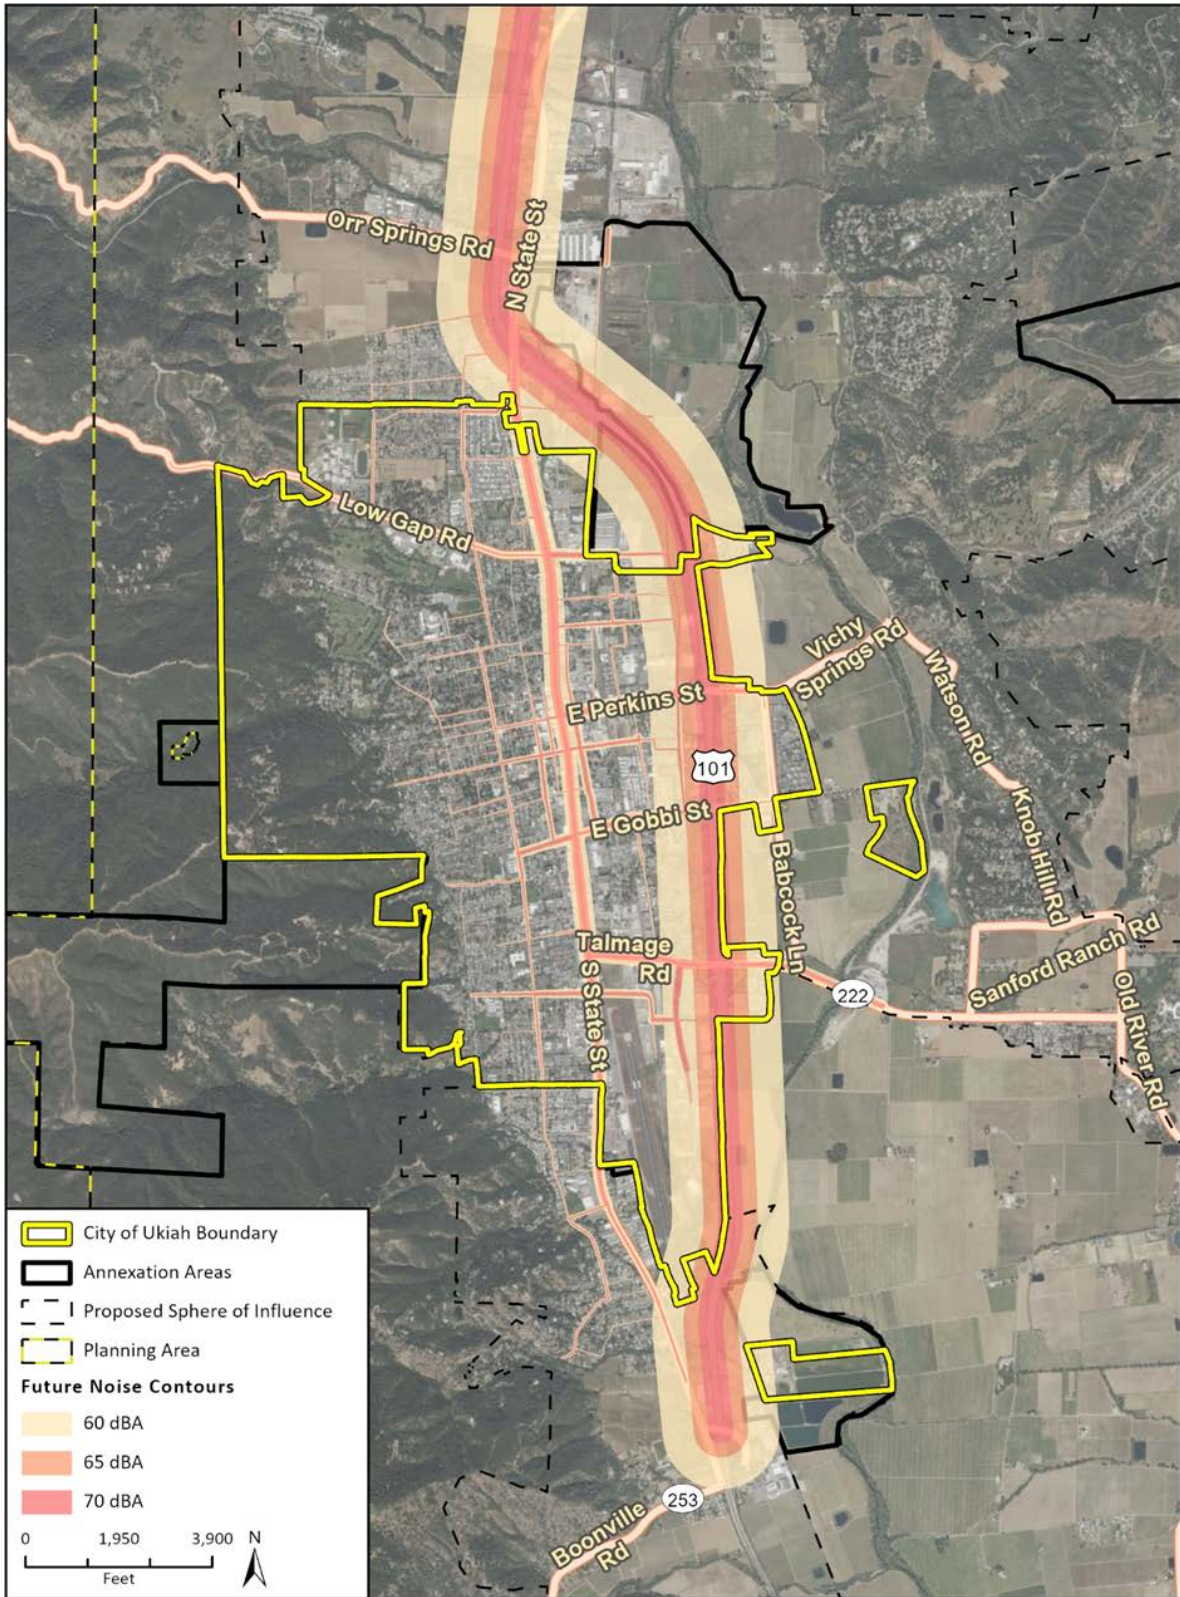 Orr Springs Rd
N State St
Low Gap Rd
Vichy
Springs Rd
Watson Rd
E Perkins St
101
E Gobbi St
Knob Hill Rd
Babcock Ln
Talmage
Rd
S State St
222
Sanford Ranch Rd
Old River Rd
City of Ukiah Boundary
Annexation Areas
Proposed Sphere of Influence
Planning Area
Future Noise Contours
60 dBA
65 dBA
70 dBA
0 1,950 3,900
Feet
N
253
Boonville
Rd